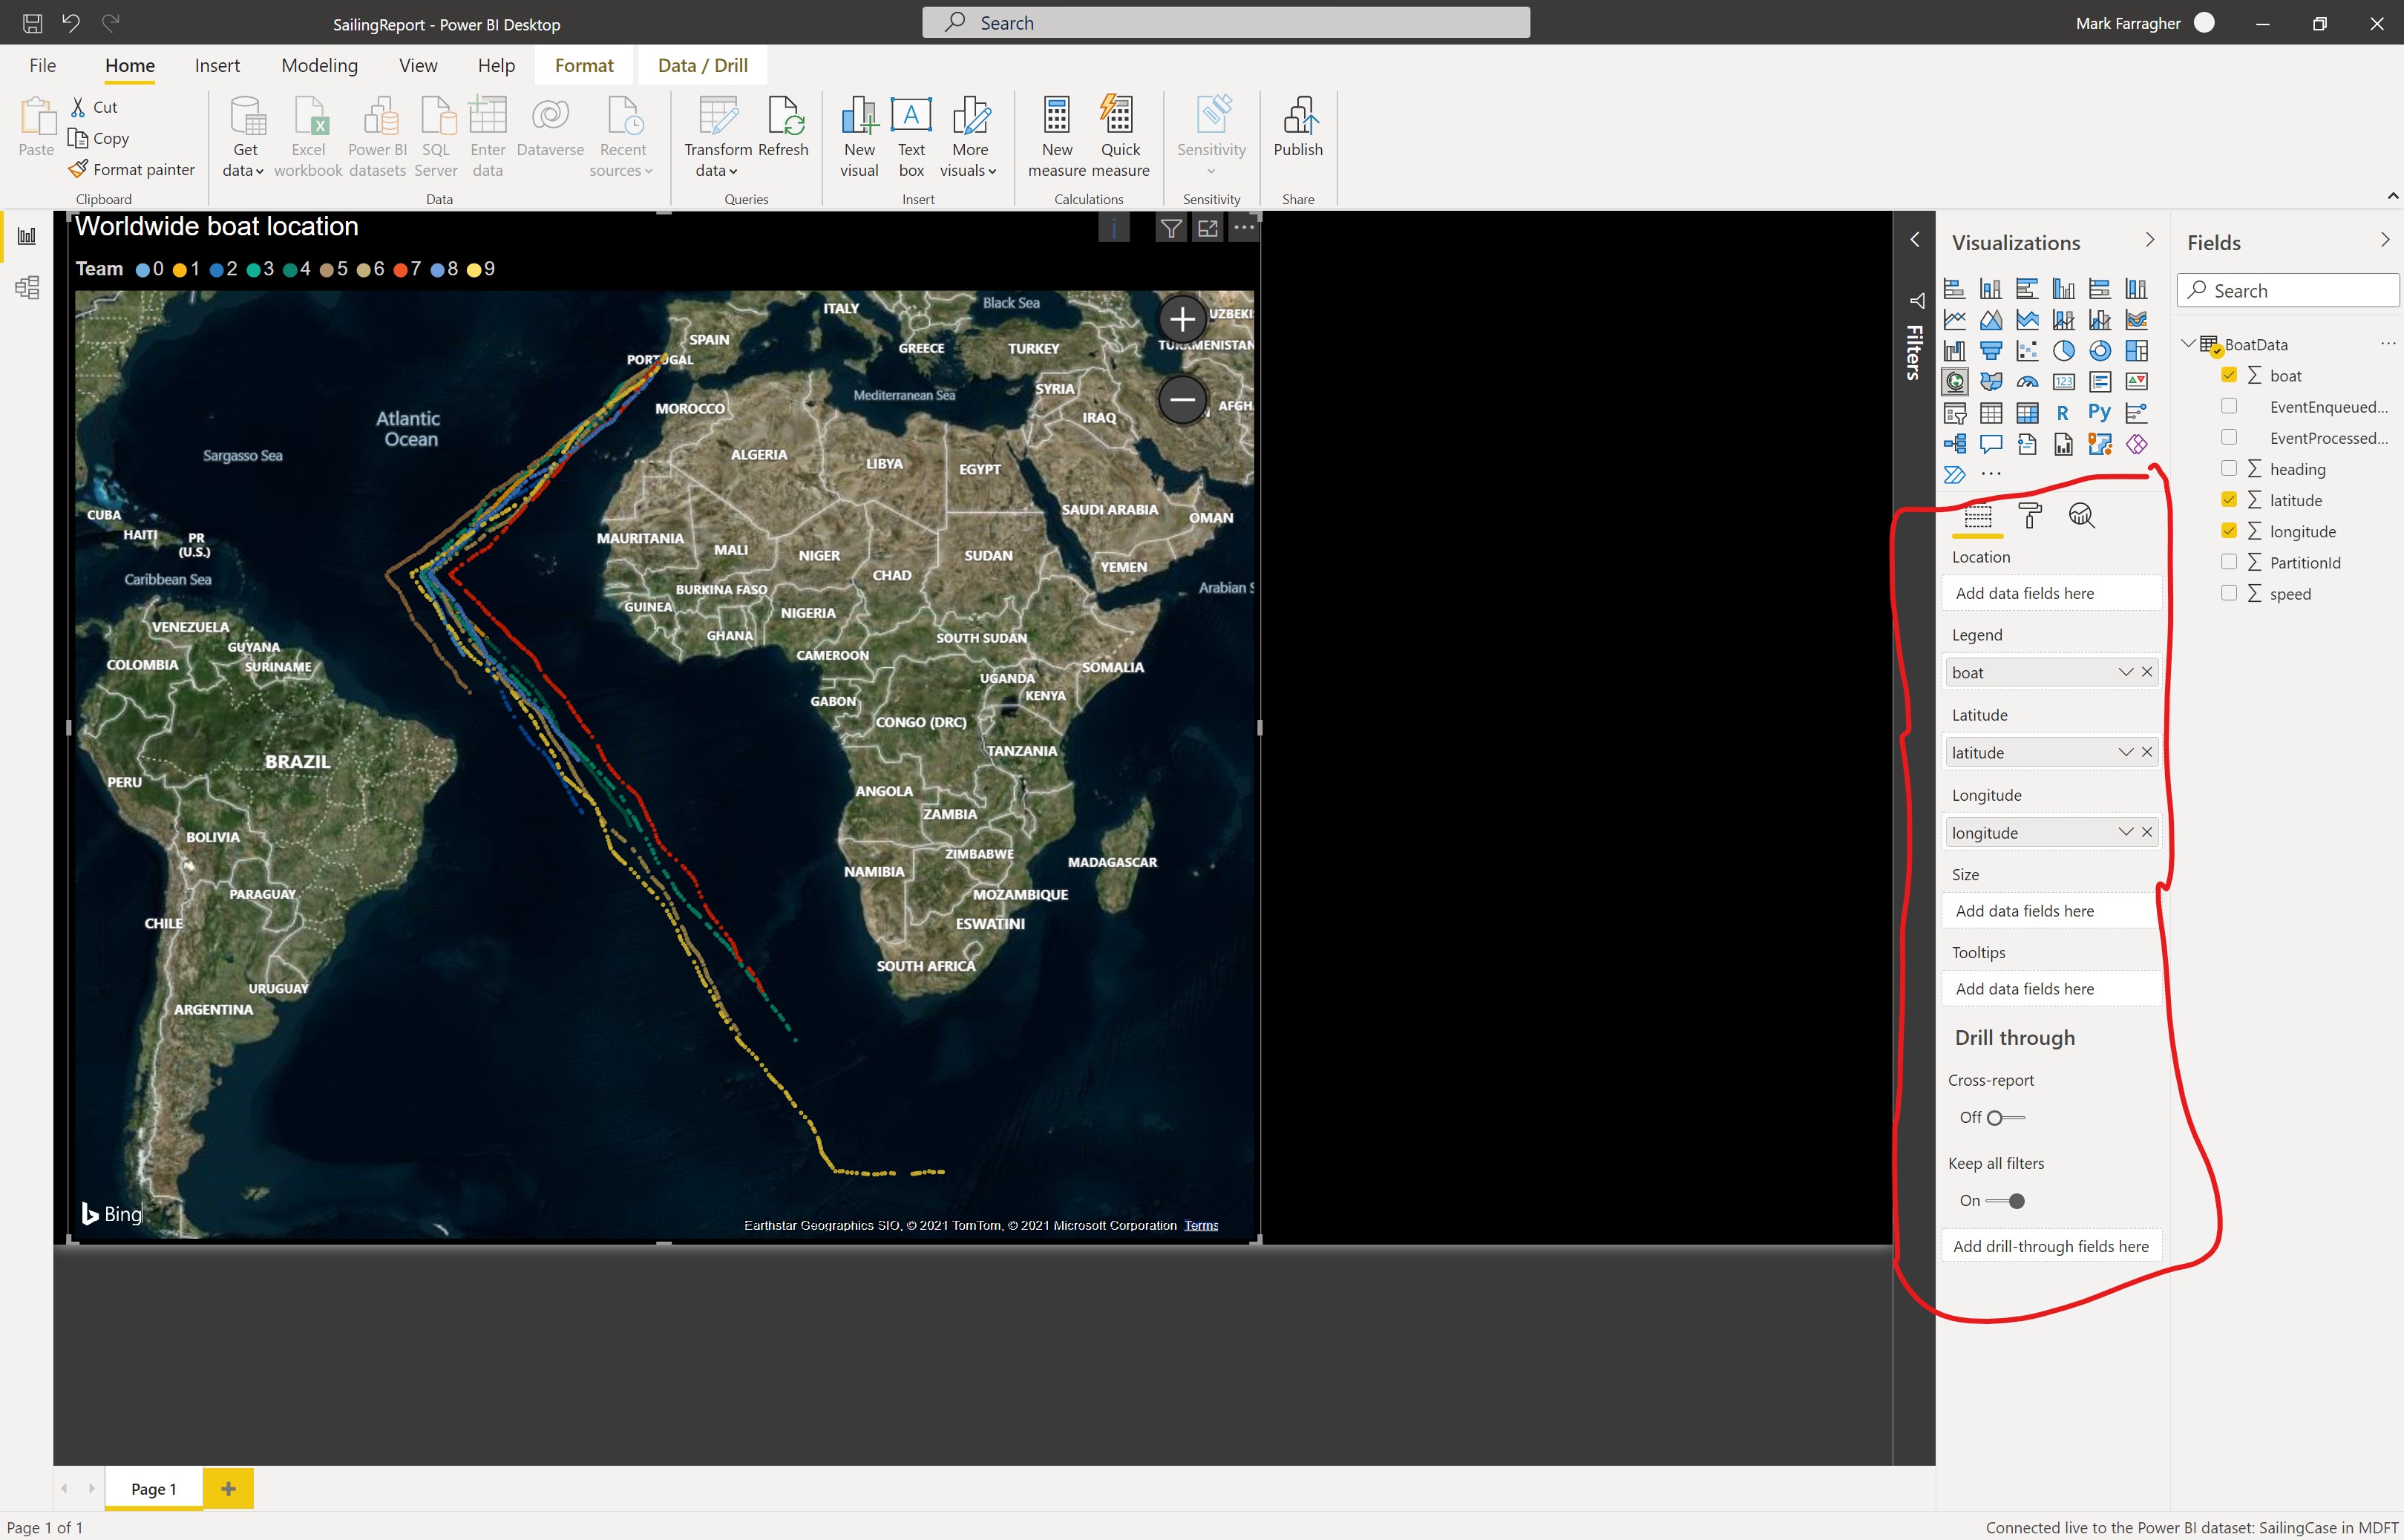 SailingReport - Power BI Desktop
Search
Mark Farragher
File Home Insert Modeling View Help Format Data / Drill
Paste
Cut
Copy
Format painter
Clipboard
Get data
Excel workbook
Power BI datasets
SQL Server
Enter data
Dataverse
Recent sources
Data
Transform data
Refresh
Queries
New visual
Text box
More visuals
Insert
New measure
Quick measure
Calculations
Sensitivity
Sensitivity
Publish
Share
Worldwide boat location
Team 0 1 2 3 4 5 6 7 8 9
ITALY
Black Sea
UZBEKI
SPAIN
PORTUGAL
GREECE
TURKEY
TURKMENISTAN
Mediterranean Sea
SYRIA
AFGH
Atlantic
Ocean
MOROCCO
IRAQ
Sargasso Sea
ALGERIA
LIBYA
EGYPT
CUBA
SAUDI ARABIA
OMAN
HAITI
PR
(U.S.)
MAURITANIA
MALI
NIGER
SUDAN
Caribbean Sea
CHAD
YEMEN
BURKINA FASO
Arabian S
GUINEA
NIGERIA
VENEZUELA
GHANA
SOUTH SUDAN
GUYANA
COLOMBIA
SURINAME
CAMEROON
SOMALIA
UGANDA
KENYA
GABON
CONGO (DRC)
TANZANIA
BRAZIL
PERU
ANGOLA
ZAMBIA
BOLIVIA
ZIMBABWE
MADAGASCAR
NAMIBIA
PARAGUAY
MOZAMBIQUE
CHILE
ESWATINI
SOUTH AFRICA
URUGUAY
ARGENTINA
Bing
Earthstar Geographics SIO, © 2021 TomTom, © 2021 Microsoft Corporation Terms
Filters
Visualizations
123
R Py
Location
Add data fields here
Legend
boat
Latitude
latitude
Longitude
longitude
Size
Add data fields here
Tooltips
Add data fields here
Drill through
Cross-report
Off
Keep all filters
On
Add drill-through fields here
Fields
Search
BoatData
boat
EventEnqueued...
EventProcessed...
heading
latitude
longitude
PartitionId
speed
Page 1
Page 1 of 1
Connected live to the Power BI dataset: SailingCase in MDFT